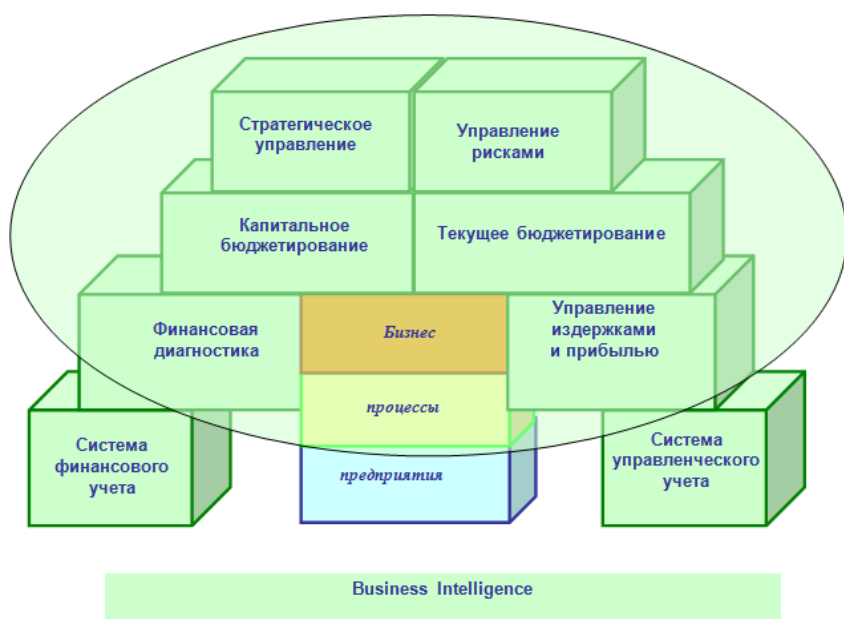 Стратегическое
управление
Управление
рисками
Капитальное
бюджетирование
Текущее бюджетирование
Финансовая
диагностика
Бизнес
процессы
предприятия
Управление
издержками
и прибылью
Система
финансового
учета
Система
управленческого
учета
Business Intelligence